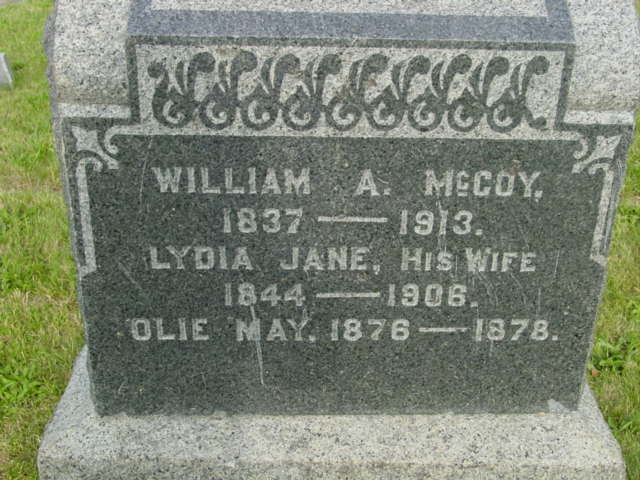 WILLIAM A. McCOY.
1837 — 1913.
LYDIA JANE, HIS WIFE
1844 — 1906.
OLIE MAY, 1876 — 1878.